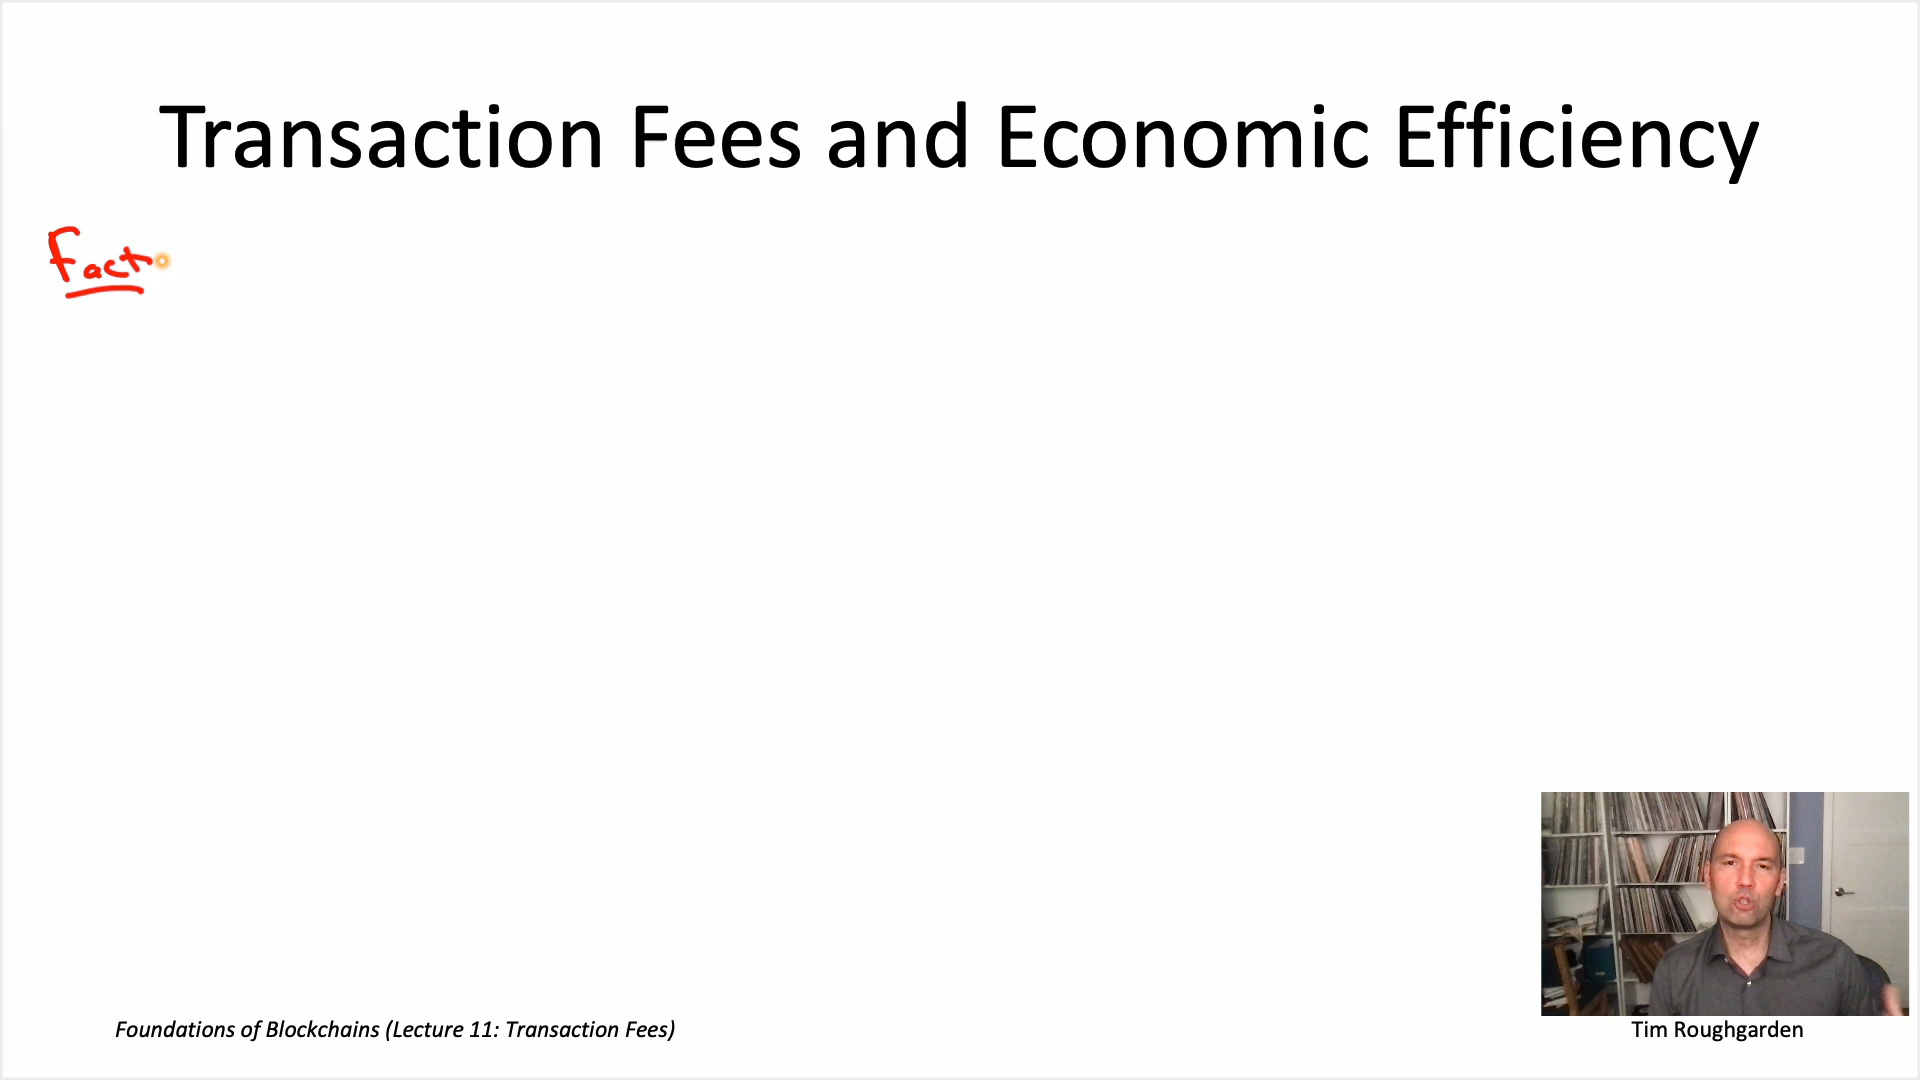 Transaction Fees and Economic Efficiency
Fact
Foundations of Blockchains (Lecture 11: Transaction Fees)
Tim Roughgarden